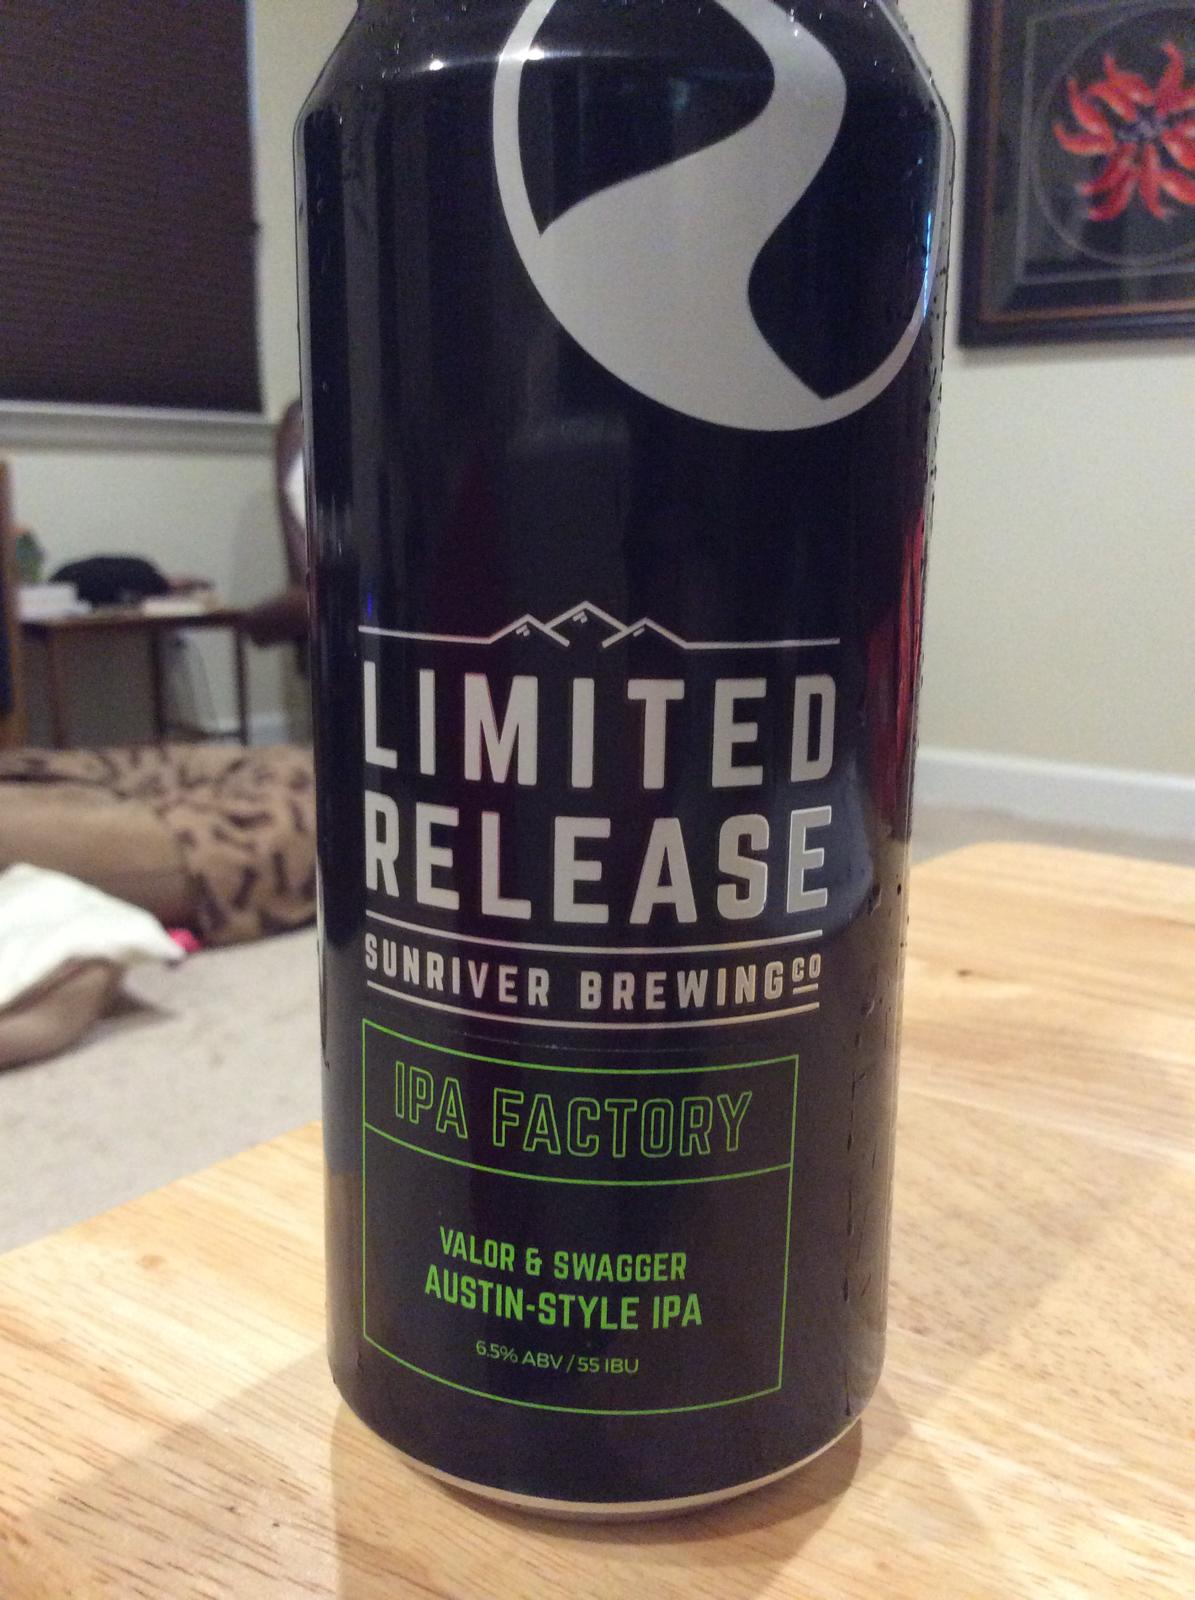 LIMITED
RELEASE
SUNRIVER BREWING CO
IPA FACTORY
VALOR & SWAGGER
AUSTIN-STYLE IPA
6.5% ABV / 55 IBU